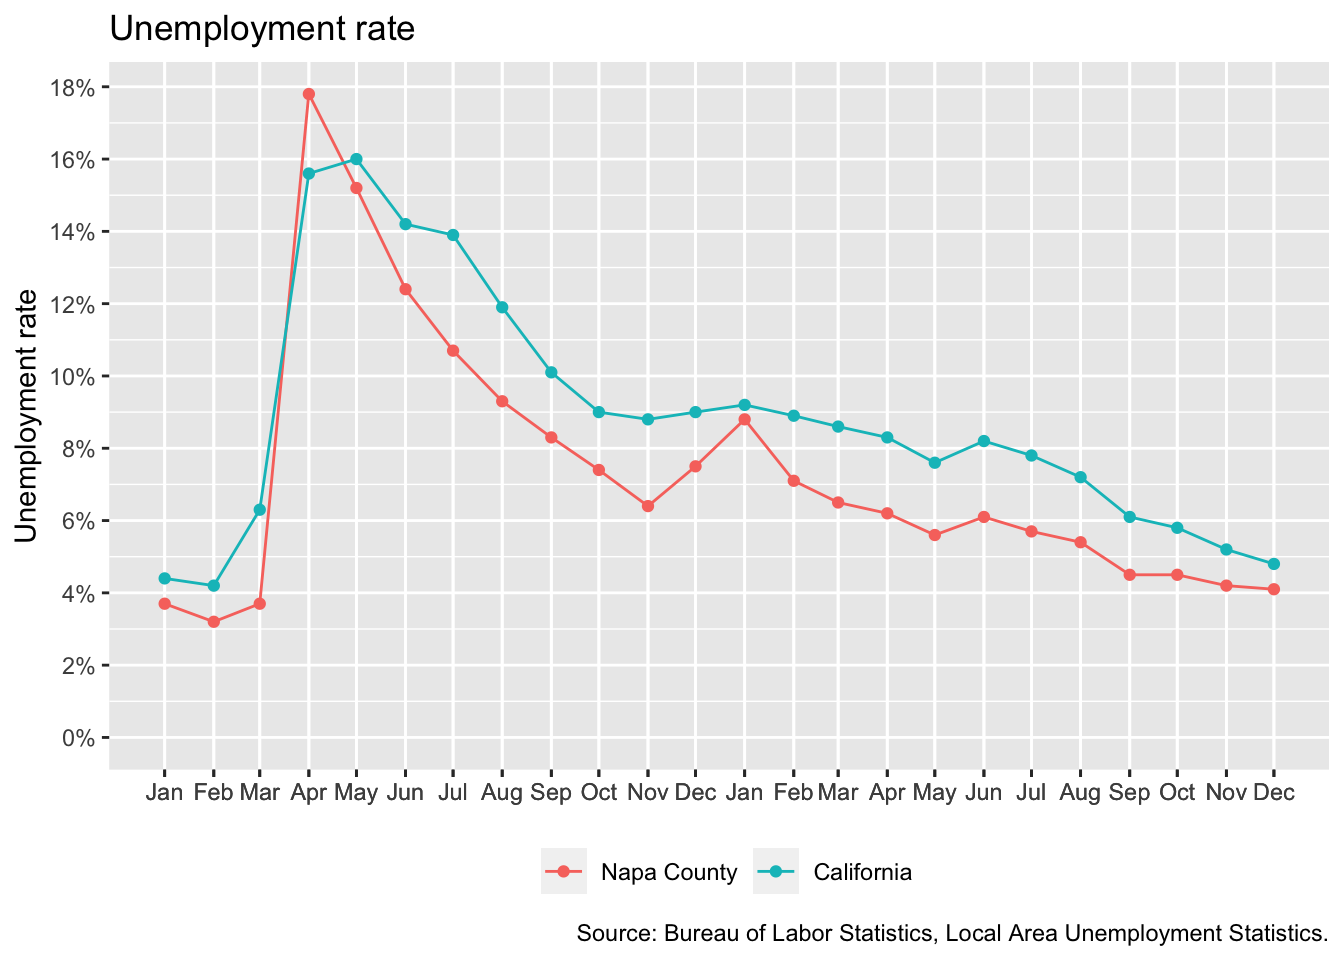 Unemployment rate
Unemployment rate
18%
16%
14%
12%
10%
8%
6%
4%
2%
0%
Jan Feb Mar Apr May Jun Jul Aug Sep Oct Nov Dec Jan Feb Mar Apr May Jun Jul Aug Sep Oct Nov Dec
Napa County California
Source: Bureau of Labor Statistics, Local Area Unemployment Statistics.